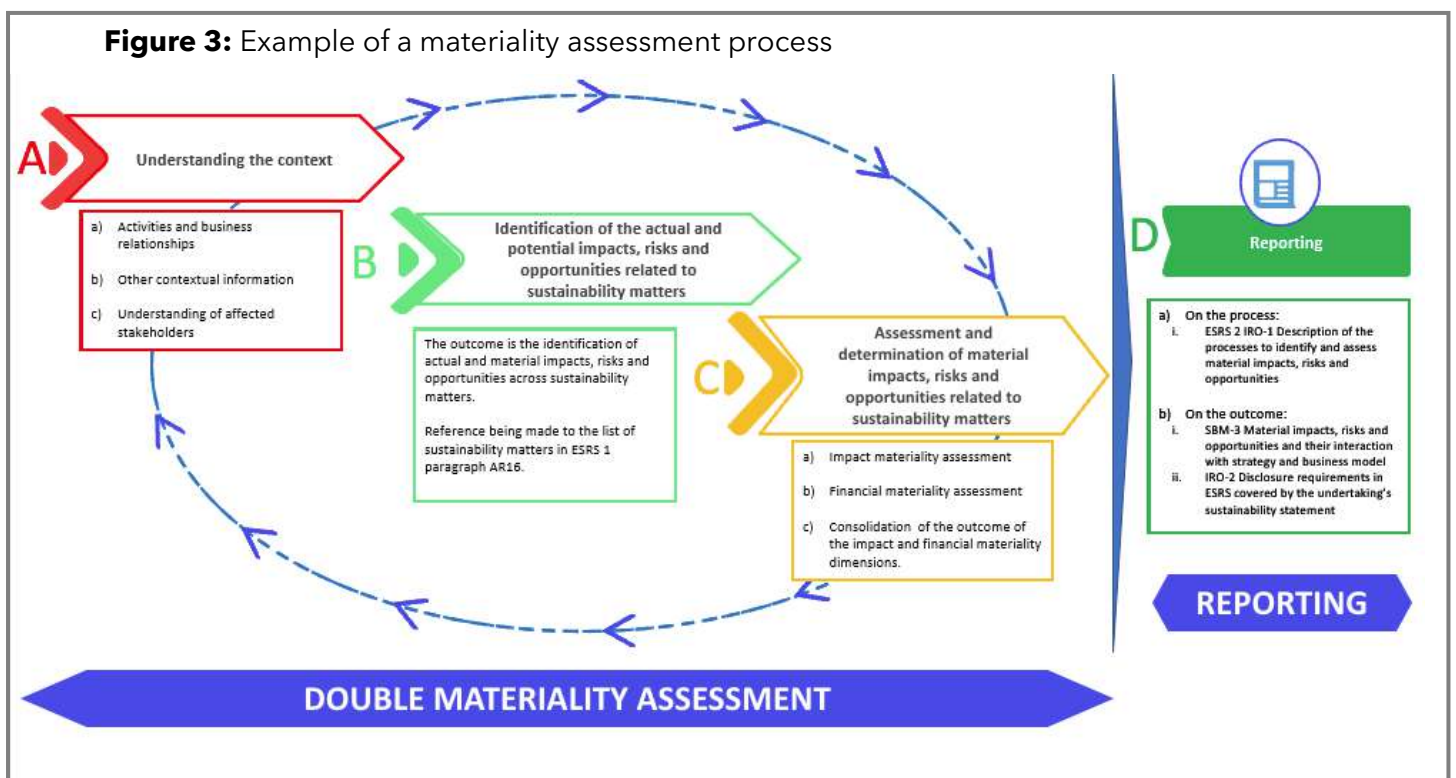 Figure 3: Example of a materiality assessment process
A
Understanding the context
a) Activities and business
relationships
b) Other contextual information
c) Understanding of affected
stakeholders
B
Identification of the actual and
potential impacts, risks and
opportunities related to
sustainability matters
The outcome is the identification of
actual and material impacts, risks and
opportunities across sustainability
matters.
Reference being made to the list of
sustainability matters in ESRS 1
paragraph AR16.
C
Assessment and
determination of material
impacts, risks and
opportunities related to
sustainability matters
a) Impact materiality assessment
b) Financial materiality assessment
c) Consolidation of the outcome of
the impact and financial materiality
dimensions.
D
Reporting
a) On the process:
i. ESRS 2 IRO-1 Description of the
processes to identify and assess
material impacts, risks and
opportunities
b) On the outcome:
i. SBM-3 Material impacts, risks and
opportunities and their interaction
with strategy and business model
ii. IRO-2 Disclosure requirements in
ESRS covered by the undertaking's
sustainability statement
REPORTING
DOUBLE MATERIALITY ASSESSMENT